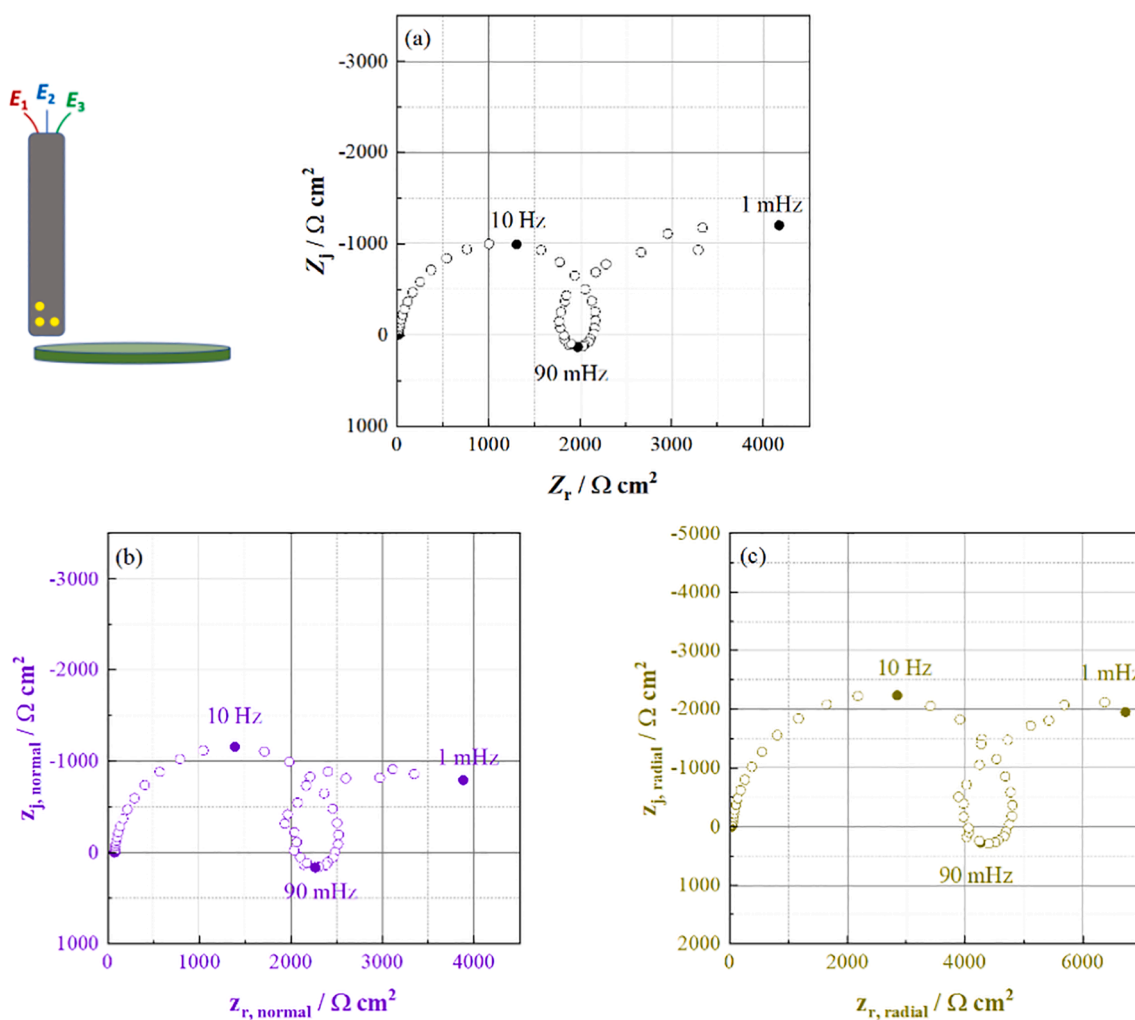 E1 E2 E3
(a)
-3000
-2000
-1000
0
1000
Zj / Ω cm²
10 Hz
1 mHz
90 mHz
0 1000 2000 3000 4000
Zr / Ω cm²
(b)
-3000
-2000
-1000
0
1000
zj, normal / Ω cm²
10 Hz
1 mHz
90 mHz
0 1000 2000 3000 4000
zr, normal / Ω cm²
(c)
-5000
-4000
-3000
-2000
-1000
0
1000
2000
zj, radial / Ω cm²
10 Hz
1 mHz
90 mHz
0 2000 4000 6000
zr, radial / Ω cm²